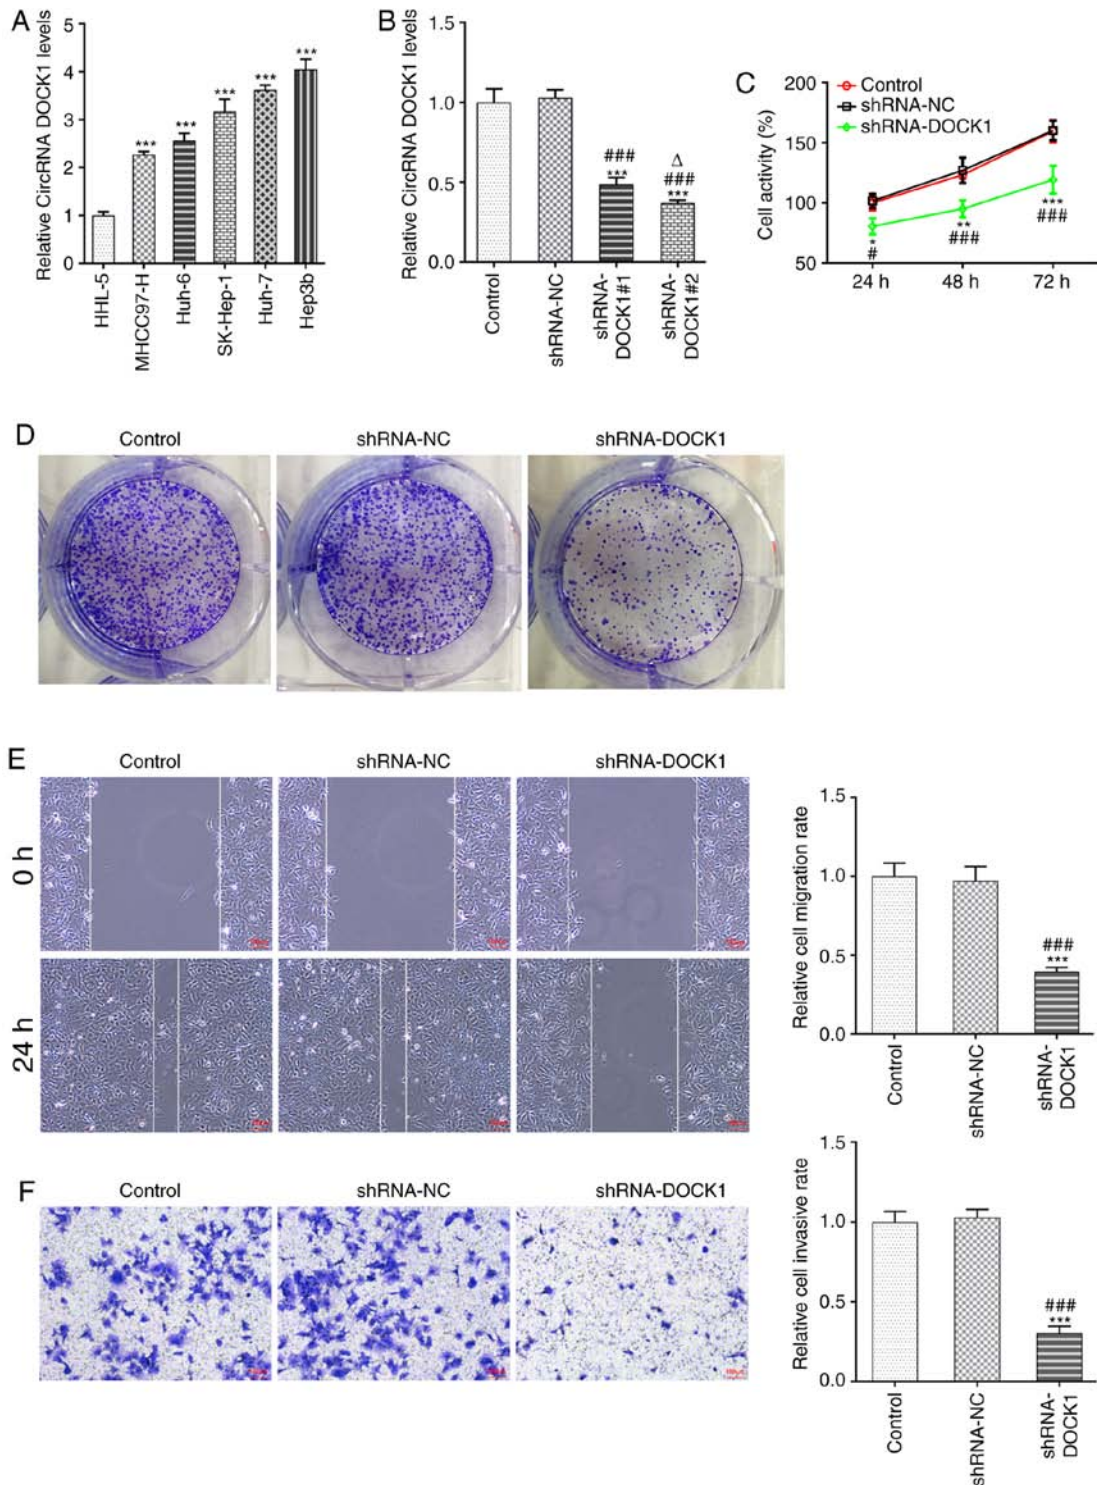 A
Relative CircRNA DOCK1 levels
5
4
3
2
1
0
***
***
***
***
***
HHL-5
MHCC97-H
Huh-6
SK-Hep-1
Huh-7
Hep3b
B
Relative CircRNA DOCK1 levels
1.5
1.0
0.5
0.0
###
***
Δ
###
***
Control
shRNA-NC
shRNA-
DOCK1#1
shRNA-
DOCK1#2
C
Cell activity (%)
200
150
100
50
Control
shRNA-NC
shRNA-DOCK1
*
#
**
###
***
###
24 h
48 h
72 h
D
Control
shRNA-NC
shRNA-DOCK1
E
Control
shRNA-NC
shRNA-DOCK1
0 h
24 h
Relative cell migration rate
1.5
1.0
0.5
0.0
###
***
Control
shRNA-NC
shRNA-
DOCK1
F
Control
shRNA-NC
shRNA-DOCK1
Relative cell invasive rate
1.5
1.0
0.5
0.0
###
***
Control
shRNA-NC
shRNA-
DOCK1